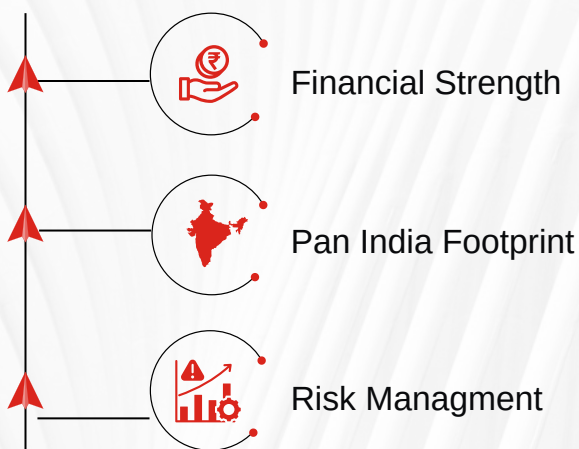 ₹
Financial Strength
Pan India Footprint
Risk Managment